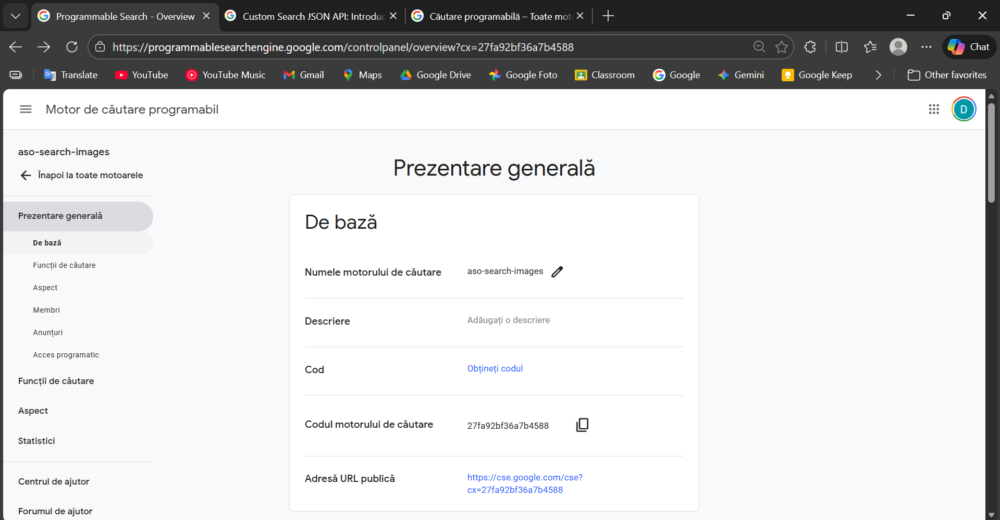 Programmable Search - Overview
Custom Search JSON API: Introduc
Căutare programabilă – Toate mot
https://programmablesearchengine.google.com/controlpanel/overview?cx=27fa92bf36a7b4588
Chat
Translate
YouTube
YouTube Music
Gmail
Maps
Google Drive
Google Foto
Classroom
Google
Gemini
Google Keep
Other favorites
Motor de căutare programabil
D
aso-search-images
Înapoi la toate motoarele
Prezentare generală
De bază
Funcții de căutare
Aspect
Membri
Anunțuri
Acces programatic
Funcții de căutare
Aspect
Statistici
Centrul de ajutor
Forumul de ajutor
Prezentare generală
De bază
Numele motorului de căutare
aso-search-images
Descriere
Adăugați o descriere
Cod
Obțineți codul
Codul motorului de căutare
27fa92bf36a7b4588
Adresă URL publică
https://cse.google.com/cse?
cx=27fa92bf36a7b4588